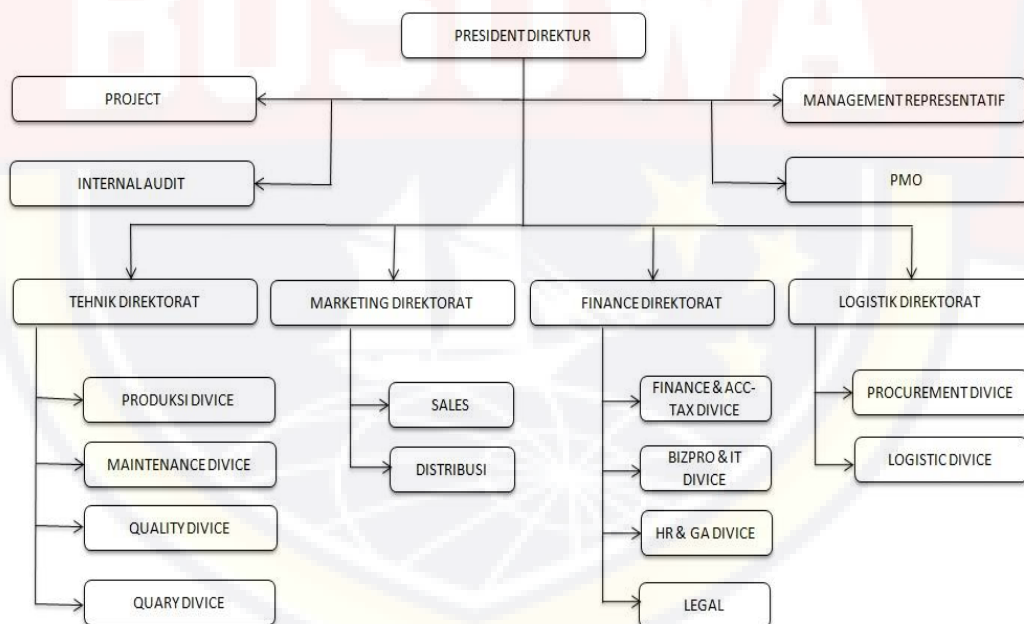 BOSOWA
PRESIDENT DIREKTUR
PROJECT
MANAGEMENT REPRESENTATIF
INTERNAL AUDIT
PMO
TEHNIK DIREKTORAT
MARKETING DIREKTORAT
FINANCE DIREKTORAT
LOGISTIK DIREKTORAT
PRODUKSI DIVICE
MAINTENANCE DIVICE
QUALITY DIVICE
QUARY DIVICE
SALES
DISTRIBUSI
FINANCE & ACC-
TAX DIVICE
BIZPRO & IT
DIVICE
HR & GA DIVICE
LEGAL
PROCUREMENT DIVICE
LOGISTIC DIVICE